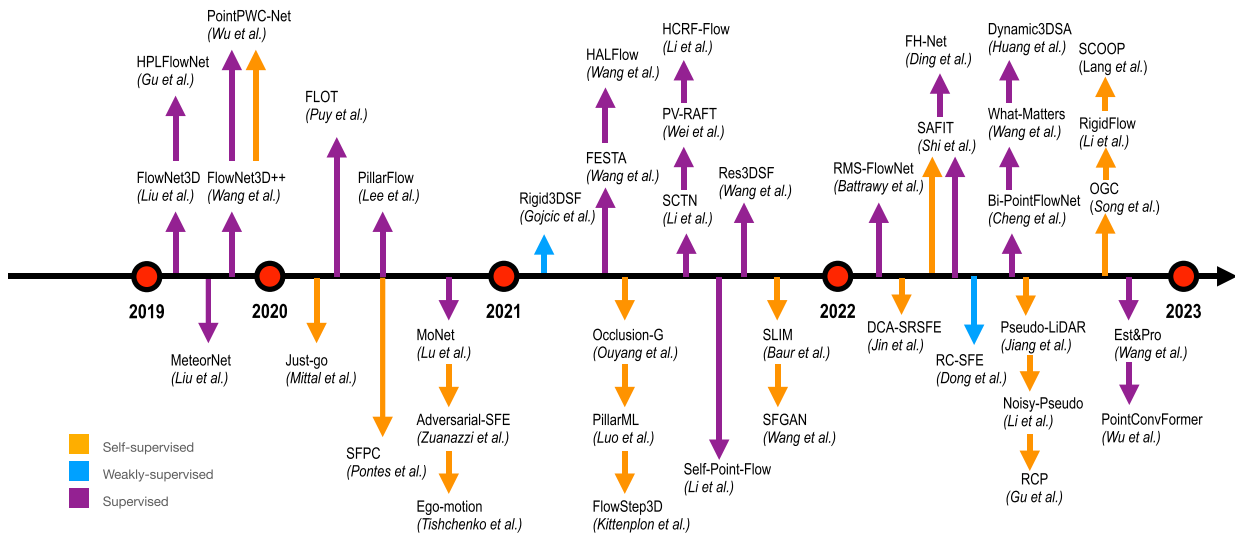 PointPWC-Net
(Wu et al.)
HPLFlowNet
(Gu et al.)
FlowNet3D
(Liu et al.)
FlowNet3D++
(Wang et al.)
FLOT
(Puy et al.)
PillarFlow
(Lee et al.)
Rigid3DSF
(Gojcic et al.)
HALFlow
(Wang et al.)
FESTA
(Wang et al.)
HCRF-Flow
(Li et al.)
PV-RAFT
(Wei et al.)
SCTN
(Li et al.)
Res3DSF
(Wang et al.)
RMS-FlowNet
(Battrawy et al.)
FH-Net
(Ding et al.)
SAFIT
(Shi et al.)
Dynamic3DSA
(Huang et al.)
What-Matters
(Wang et al.)
Bi-PointFlowNet
(Cheng et al.)
SCOOP
(Lang et al.)
RigidFlow
(Li et al.)
OGC
(Song et al.)
2019
2020
2021
2022
2023
MeteorNet
(Liu et al.)
Just-go
(Mittal et al.)
SFPC
(Pontes et al.)
MoNet
(Lu et al.)
Adversarial-SFE
(Zuanazzi et al.)
Ego-motion
(Tishchenko et al.)
Occlusion-G
(Ouyang et al.)
PillarML
(Luo et al.)
FlowStep3D
(Kittenplon et al.)
Self-Point-Flow
(Li et al.)
SLIM
(Baur et al.)
SFGAN
(Wang et al.)
DCA-SRSFE
(Jin et al.)
RC-SFE
(Dong et al.)
Pseudo-LiDAR
(Jiang et al.)
Noisy-Pseudo
(Li et al.)
RCP
(Gu et al.)
Est&Pro
(Wang et al.)
PointConvFormer
(Wu et al.)
Self-supervised
Weakly-supervised
Supervised